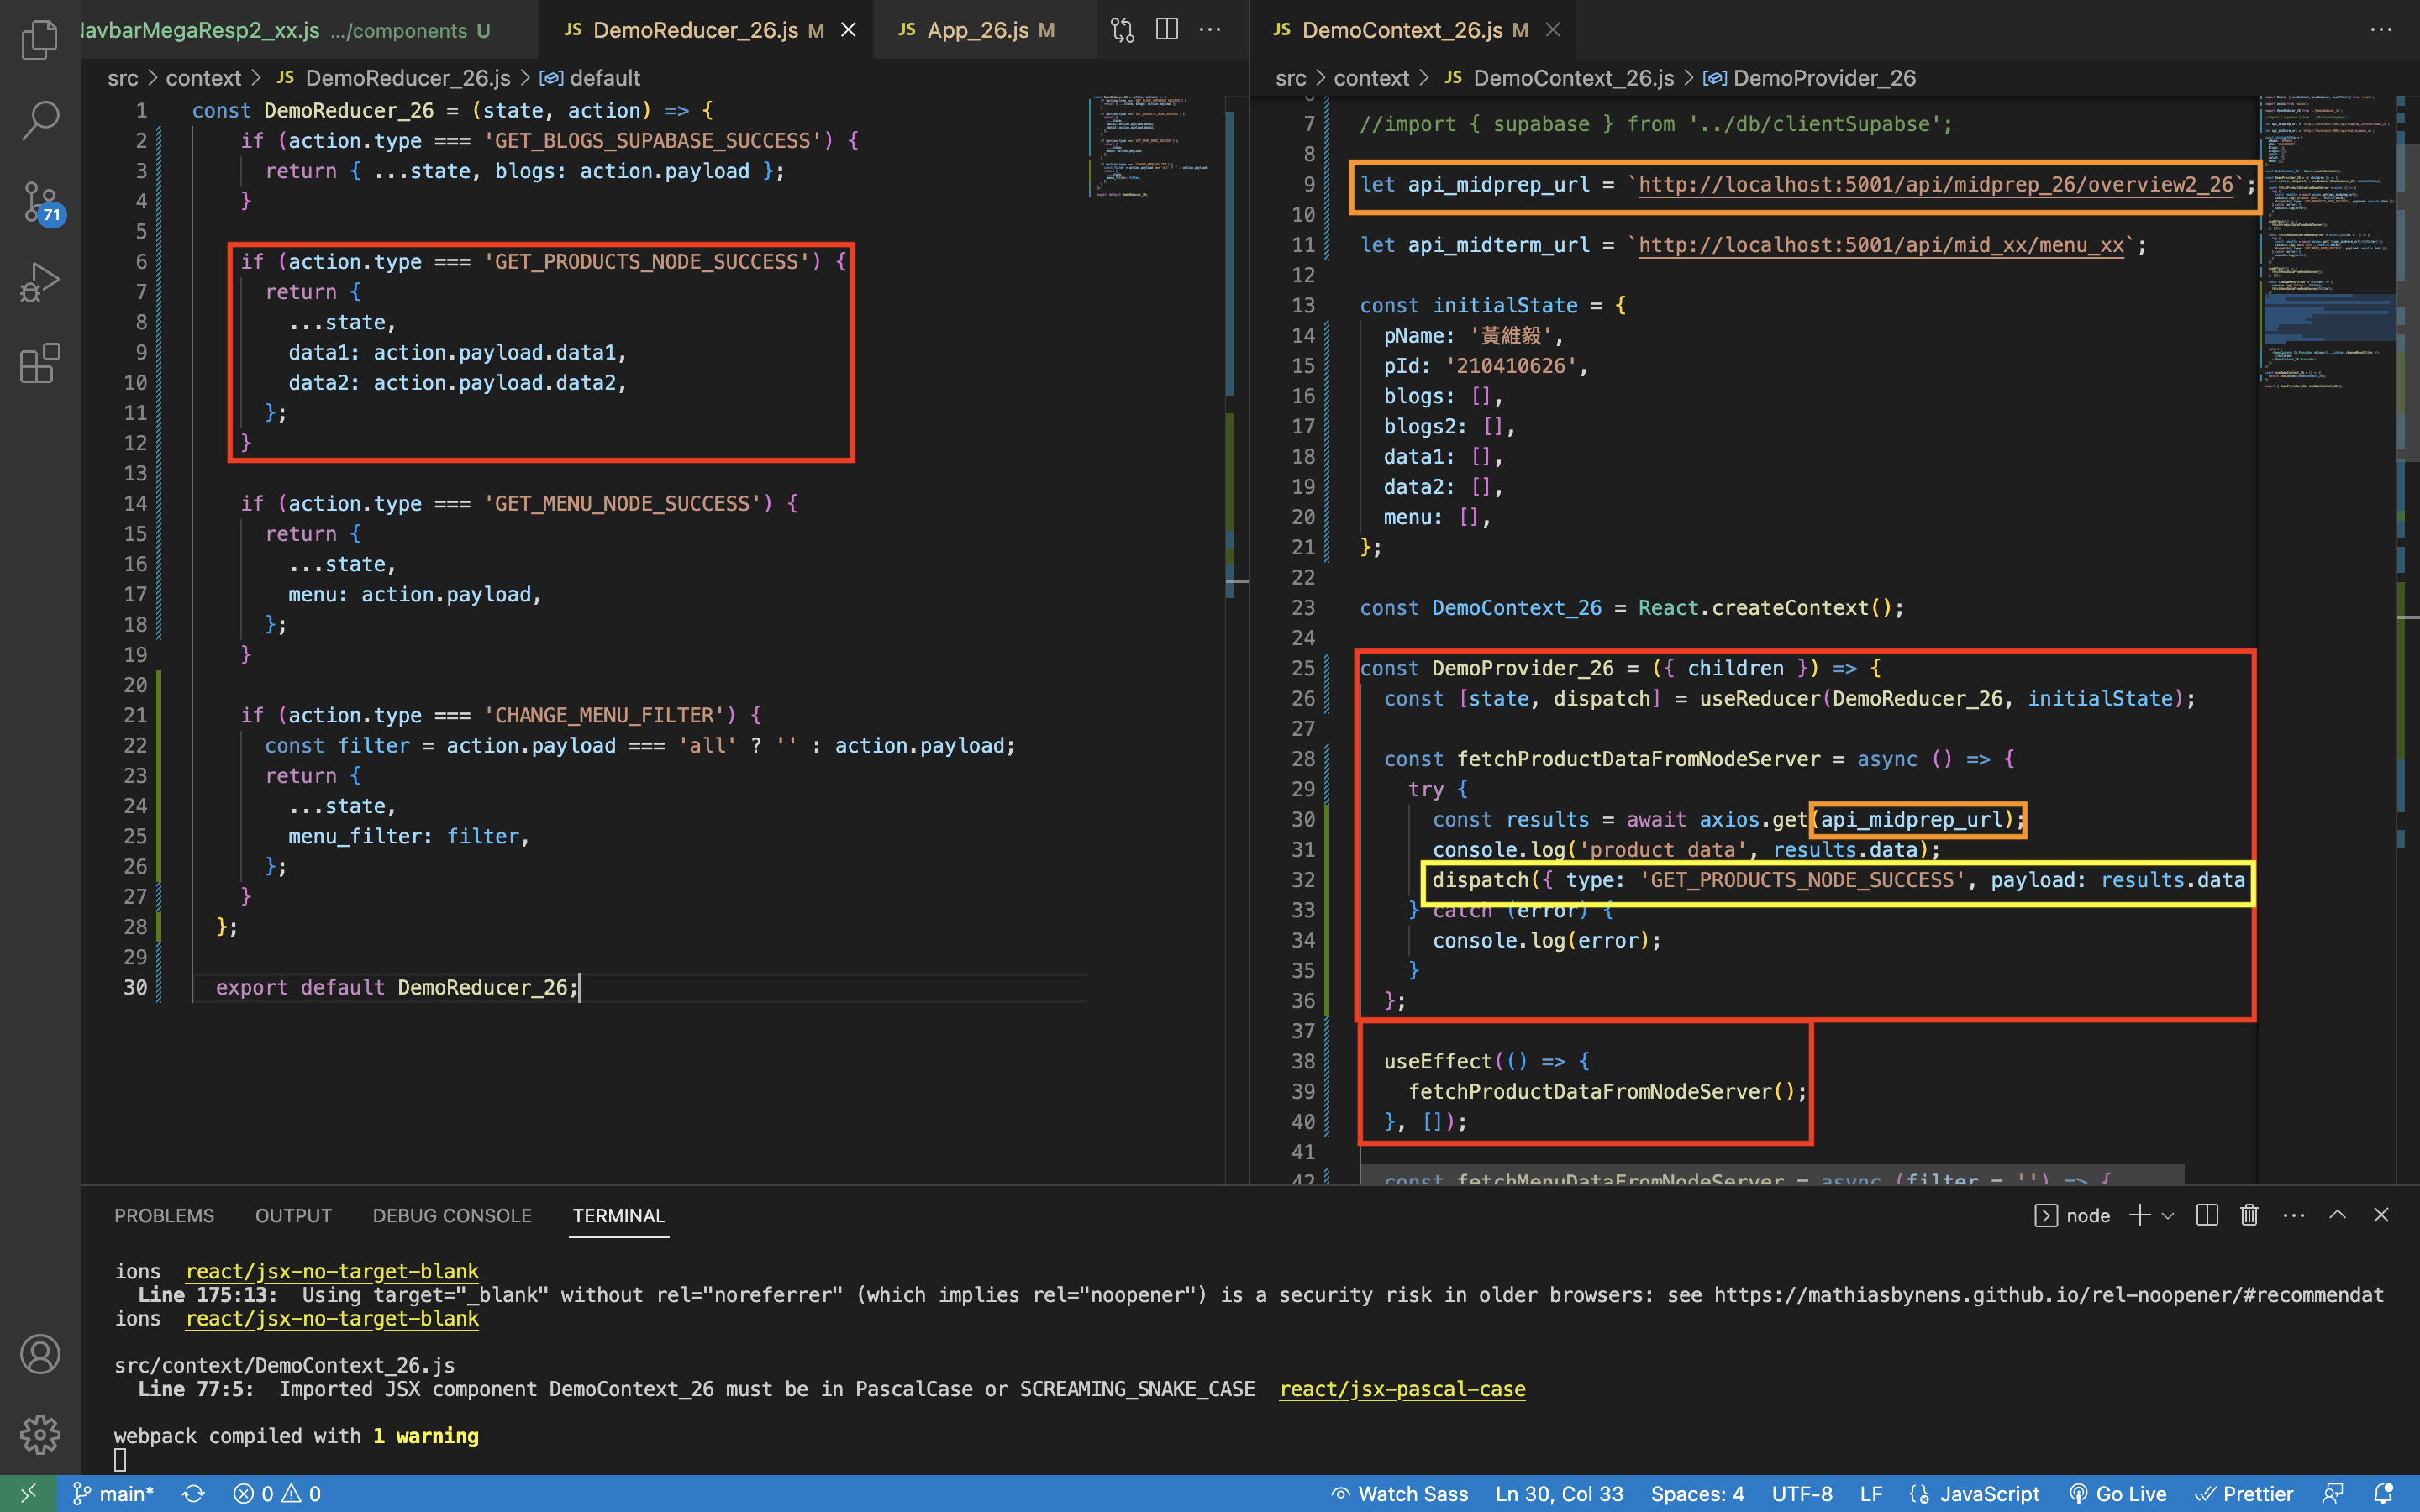 NavbarMegaResp2_xx.js .../components U
JS DemoReducer_26.js M
JS App_26.js M
src > context > JS DemoReducer_26.js > default
1 const DemoReducer_26 = (state, action) => {
2 if (action.type === 'GET_BLOGS_SUPABASE_SUCCESS') {
3 return { ...state, blogs: action.payload };
4 }
5
6 if (action.type === 'GET_PRODUCTS_NODE_SUCCESS') {
7 return {
8 ...state,
9 data1: action.payload.data1,
10 data2: action.payload.data2,
11 };
12 }
13
14 if (action.type === 'GET_MENU_NODE_SUCCESS') {
15 return {
16 ...state,
17 menu: action.payload,
18 };
19 }
20
21 if (action.type === 'CHANGE_MENU_FILTER') {
22 const filter = action.payload === 'all' ? '' : action.payload;
23 return {
24 ...state,
25 menu_filter: filter,
26 };
27 }
28 };
29
30 export default DemoReducer_26;
JS DemoContext_26.js M
src > context > JS DemoContext_26.js > DemoProvider_26
7 //import { supabase } from '../db/clientSupabse';
8
9 let api_midprep_url = `http://localhost:5001/api/midprep_26/overview2_26`;
10
11 let api_midterm_url = `http://localhost:5001/api/mid_xx/menu_xx`;
12
13 const initialState = {
14 pName: '黃維毅',
15 pId: '210410626',
16 blogs: [],
17 blogs2: [],
18 data1: [],
19 data2: [],
20 menu: [],
21 };
22
23 const DemoContext_26 = React.createContext();
24
25 const DemoProvider_26 = ({ children }) => {
26 const [state, dispatch] = useReducer(DemoReducer_26, initialState);
27
28 const fetchProductDataFromNodeServer = async () => {
29 try {
30 const results = await axios.get(api_midprep_url);
31 console.log('product data', results.data);
32 dispatch({ type: 'GET_PRODUCTS_NODE_SUCCESS', payload: results.data
33 } catch (error) {
34 console.log(error);
35 }
36 };
37
38 useEffect(() => {
39 fetchProductDataFromNodeServer();
40 }, []);
41
42 const fetchMenuDataFromNodeServer = async (filter = '') => {
PROBLEMS OUTPUT DEBUG CONSOLE TERMINAL
node
ions react/jsx-no-target-blank
Line 175:13: Using target="_blank" without rel="noreferrer" (which implies rel="noopener") is a security risk in older browsers: see https://mathiasbynens.github.io/rel-noopener/#recommendat
ions react/jsx-no-target-blank
src/context/DemoContext_26.js
Line 77:5: Imported JSX component DemoContext_26 must be in PascalCase or SCREAMING_SNAKE_CASE react/jsx-pascal-case
webpack compiled with 1 warning
71
main* 0 0
Watch Sass Ln 30, Col 33 Spaces: 4 UTF-8 LF JavaScript Go Live Prettier